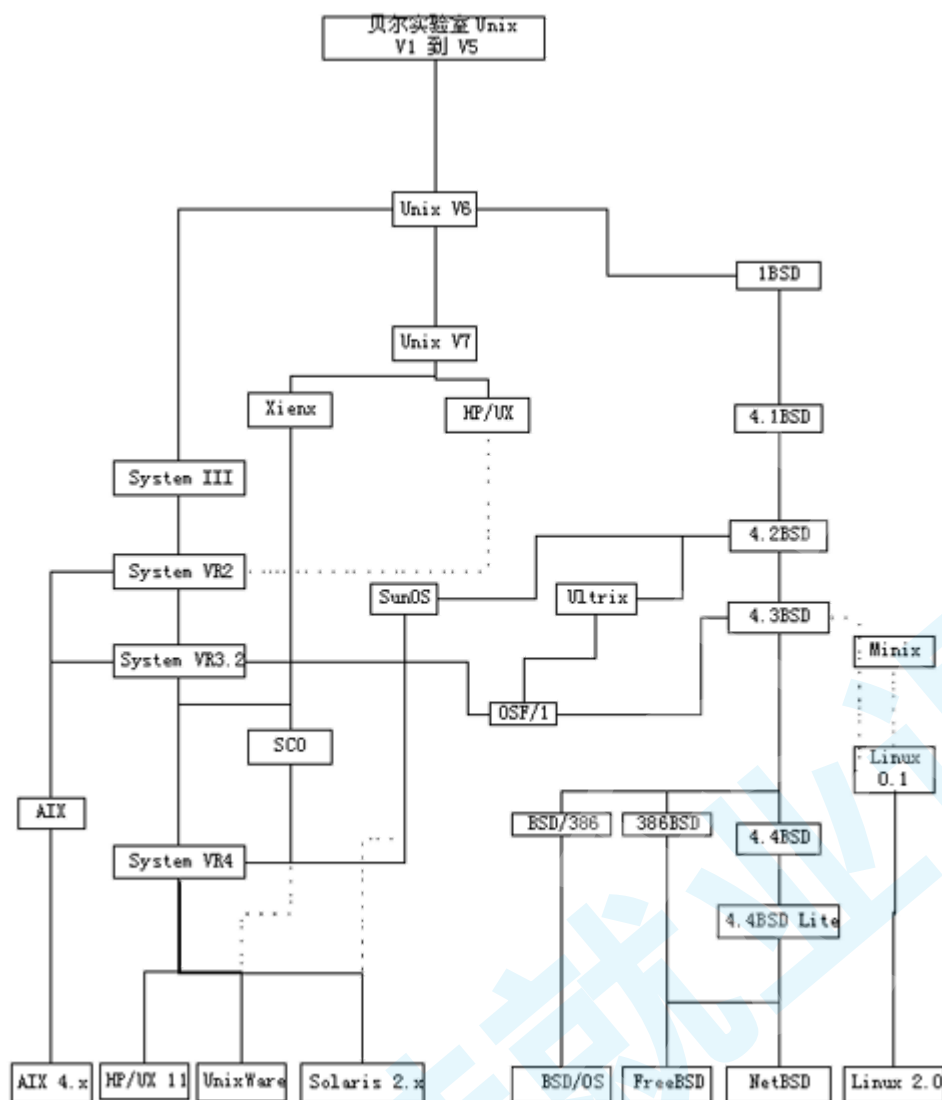 贝尔实验室 Unix
V1 到 V5
Unix V6
1BSD
Unix V7
Xienx
HP/UX
4.1BSD
System III
4.2BSD
System VR2
SunOS
Ultrix
4.3BSD
System VR3.2
Minix
OSF/1
SCO
Linux
0.1
AIX
BSD/386
386BSD
4.4BSD
System VR4
4.4BSD Lite
AIX 4.x
HP/UX 11
UnixWare
Solaris 2.x
BSD/OS
FreeBSD
NetBSD
Linux 2.0
就业